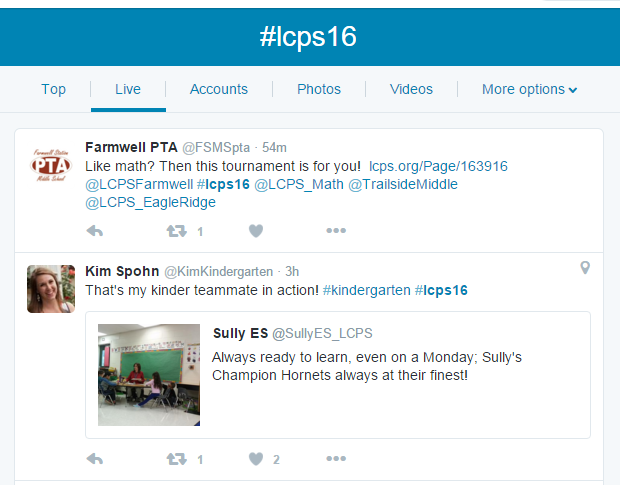 #lcps16
Top
Live
Accounts
Photos
Videos
More options
Farmwell Station
PTA
Middle School
Farmwell PTA @FSMSpta · 54m
Like math? Then this tournament is for you! lcps.org/Page/163916
@LCPSFarmwell #lcps16 @LCPS_Math @TrailsideMiddle
@LCPS_EagleRidge
1
Kim Spohn @KimKindergarten · 3h
That's my kinder teammate in action! #kindergarten #lcps16
Sully ES @SullyES_LCPS
Always ready to learn, even on a Monday; Sully's
Champion Hornets always at their finest!
1
2